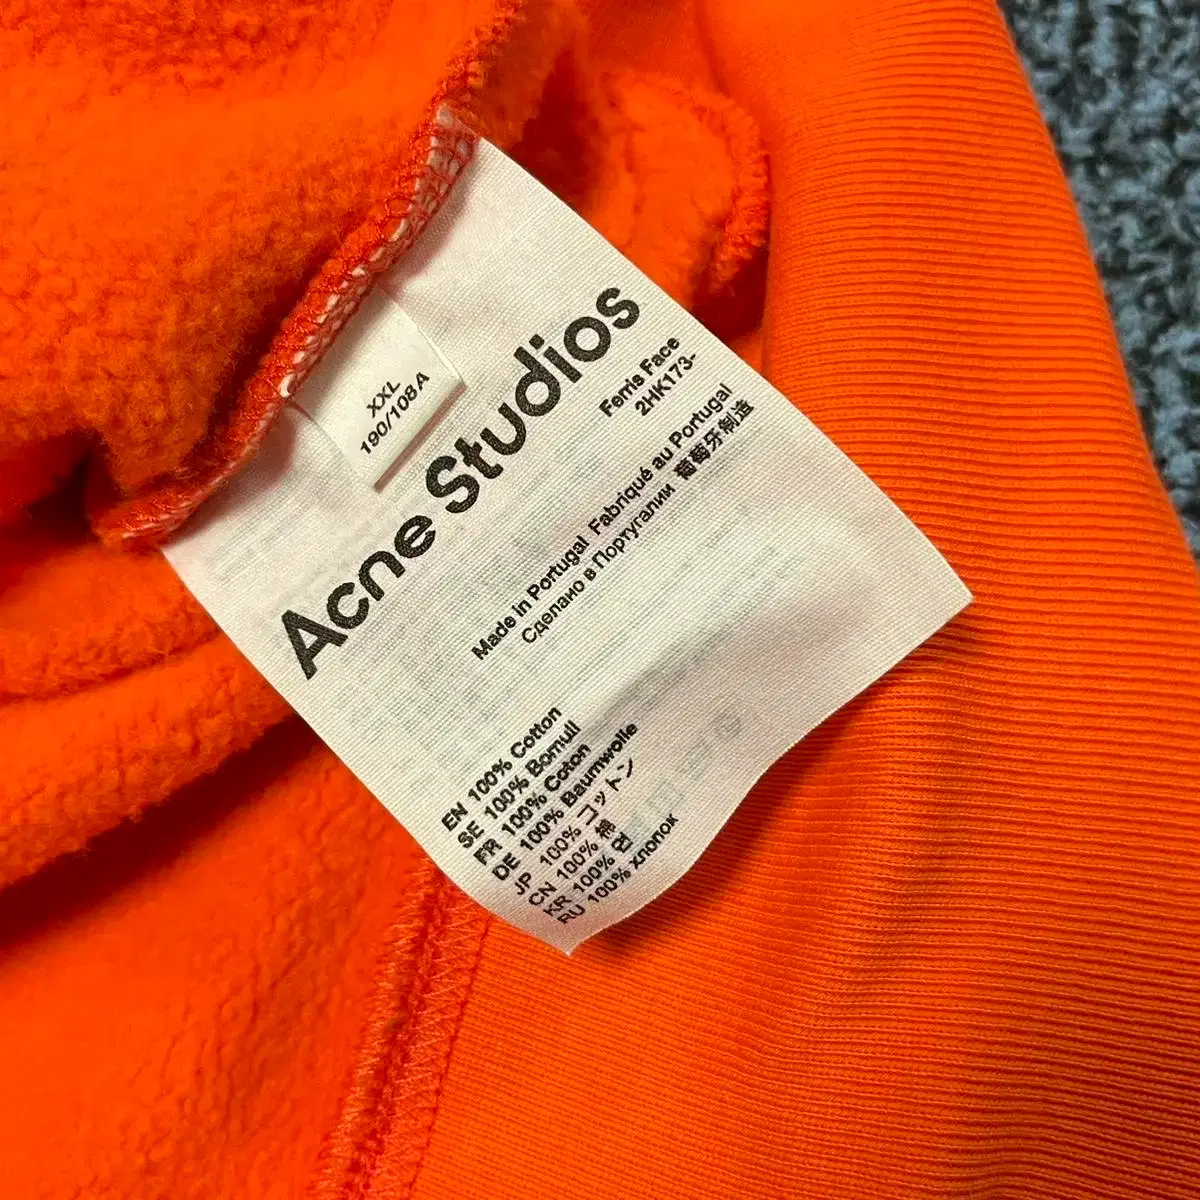 XXL
190/108A
Acne Studios
Ferris Face
2HK173-
Made in Portugal Fabriqué au Portugal
Сделано в Португалии 葡萄牙制造
EN 100% Cotton
SE 100% Bomull
FR 100% Coton
DE 100% Baumwolle
JP 100% コットン
CN 100% 棉
KR 100% 면
RU 100% хлопок